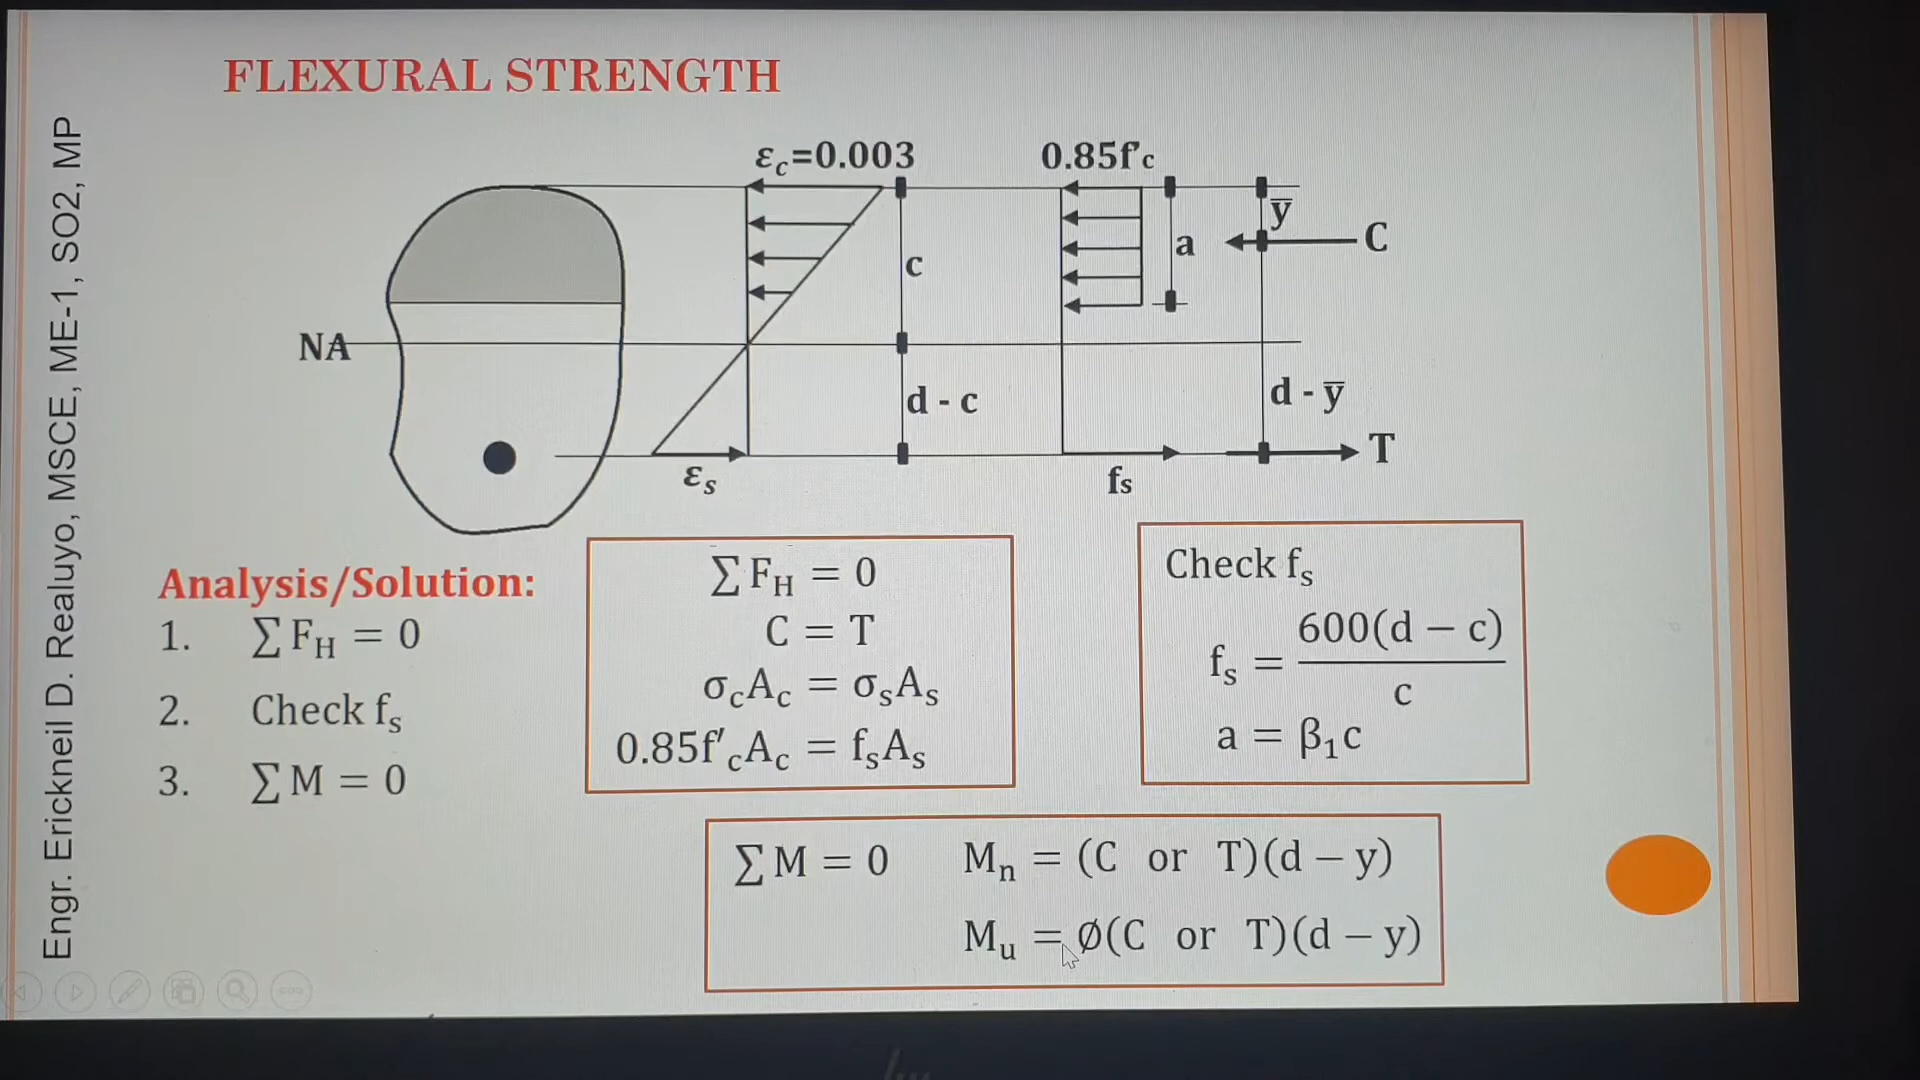 FLEXURAL STRENGTH
Engr. Erickneil D. Realuyo, MSCE, ME-1, SO2, MP
εc=0.003
0.85f'c
y̅
C
a
c
NA
d - c
d - y̅
T
εs
fs
Analysis/Solution:
1. ∑FH = 0
2. Check fs
3. ∑M = 0
∑FH = 0
C = T
σcAc = σsAs
0.85f'cAc = fsAs
Check fs
fs = 600(d − c)
c
a = β1c
∑M = 0 Mn = (C or T)(d − y)
Mu = Ø(C or T)(d − y)